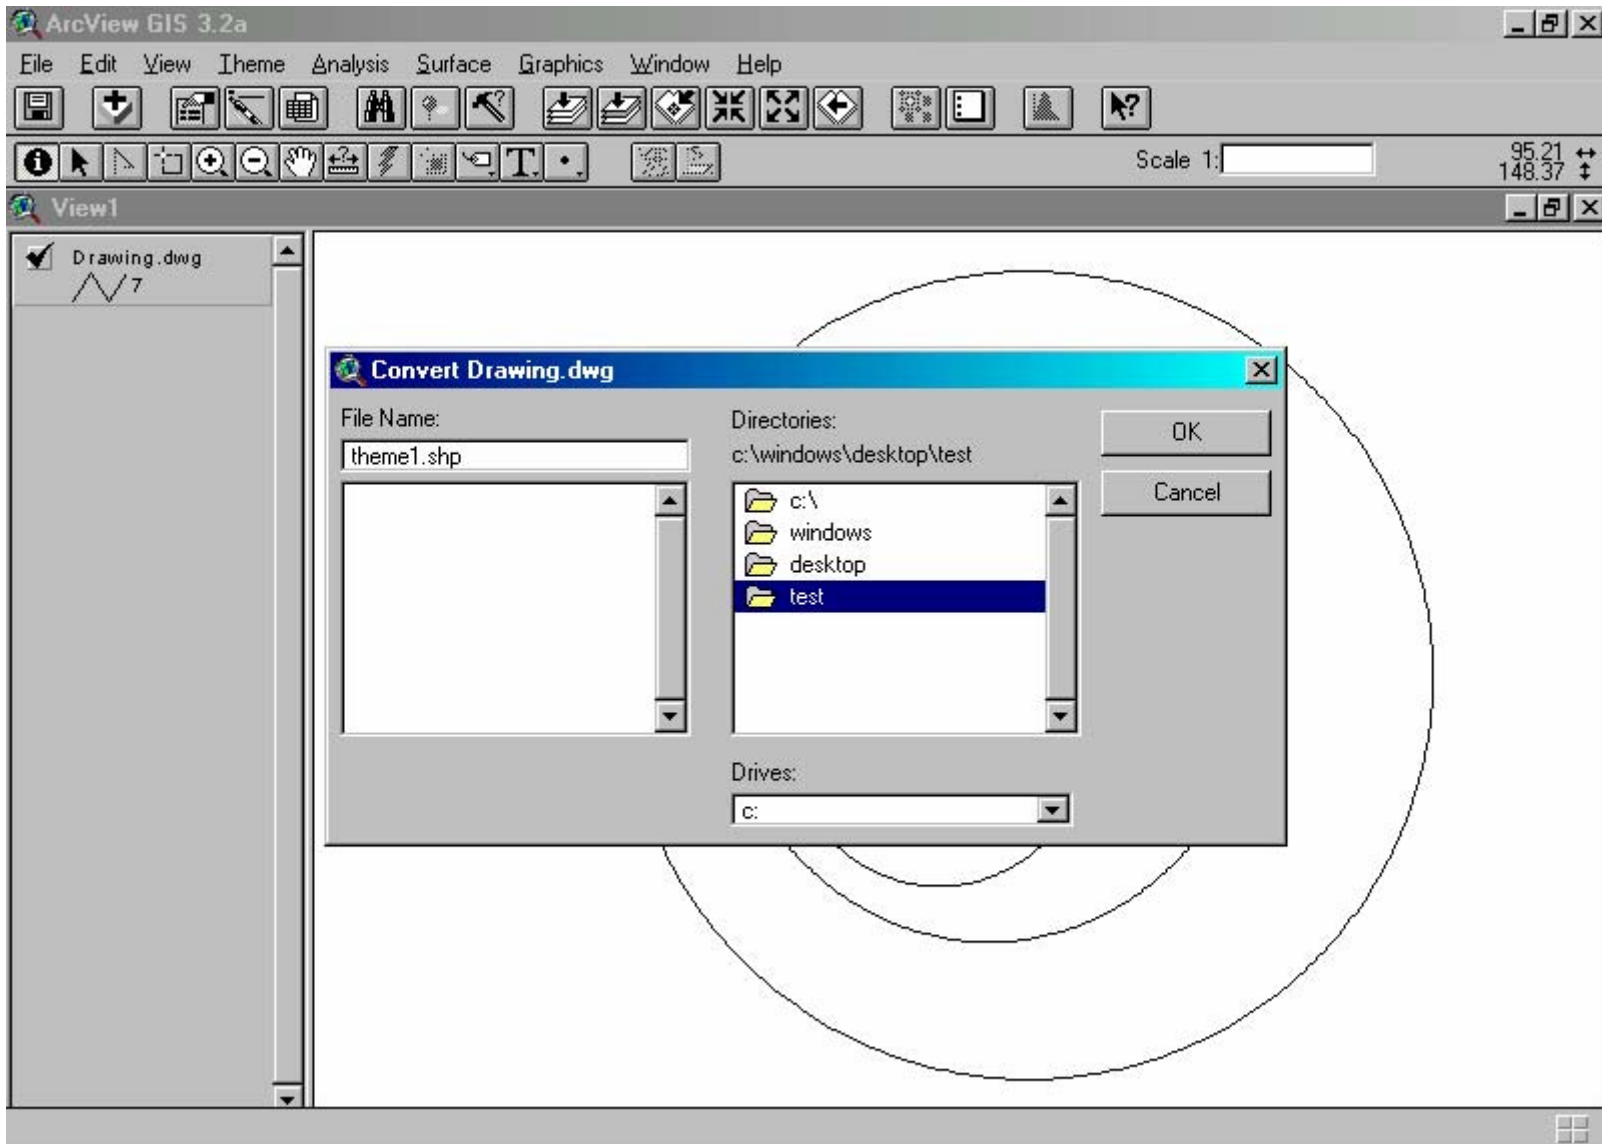 ArcView GIS 3.2a
File Edit View Theme Analysis Surface Graphics Window Help
Scale 1:
95.21
148.37
View1
Drawing.dwg
7
Convert Drawing.dwg
File Name:
theme1.shp
Directories:
c:\windows\desktop\test
c:\
windows
desktop
test
Drives:
c:
OK
Cancel